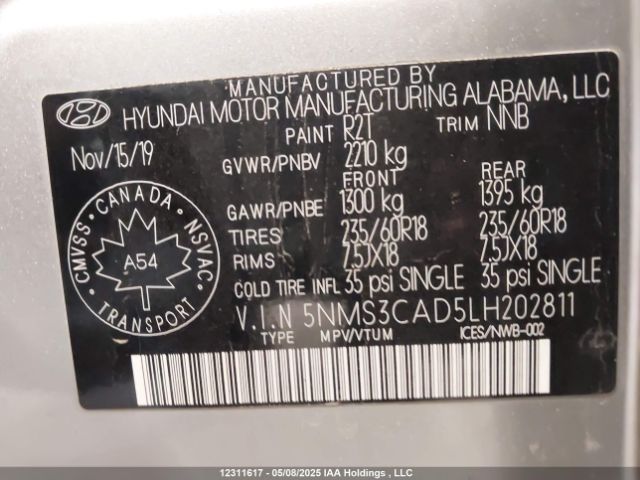 MANUFACTURED BY
HYUNDAI MOTOR MANUFACTURING ALABAMA, LLC
PAINT R2T TRIM NNB
Nov/15/19
GVWR/PNBV 2210 kg
FRONT REAR
GAWR/PNBE 1300 kg 1395 kg
TIRES 235/60R18 235/60R18
RIMS 7.5JX18 7.5JX18
COLD TIRE INFL 35 psi SINGLE 35 psi SINGLE
V.I.N 5NMS3CAD5LH202811
TYPE MPV/VTUM ICES/NWB-002
CANADA
CMVSS NSVAC
A54
TRANSPORT
12311617 - 05/08/2025 IAA Holdings , LLC